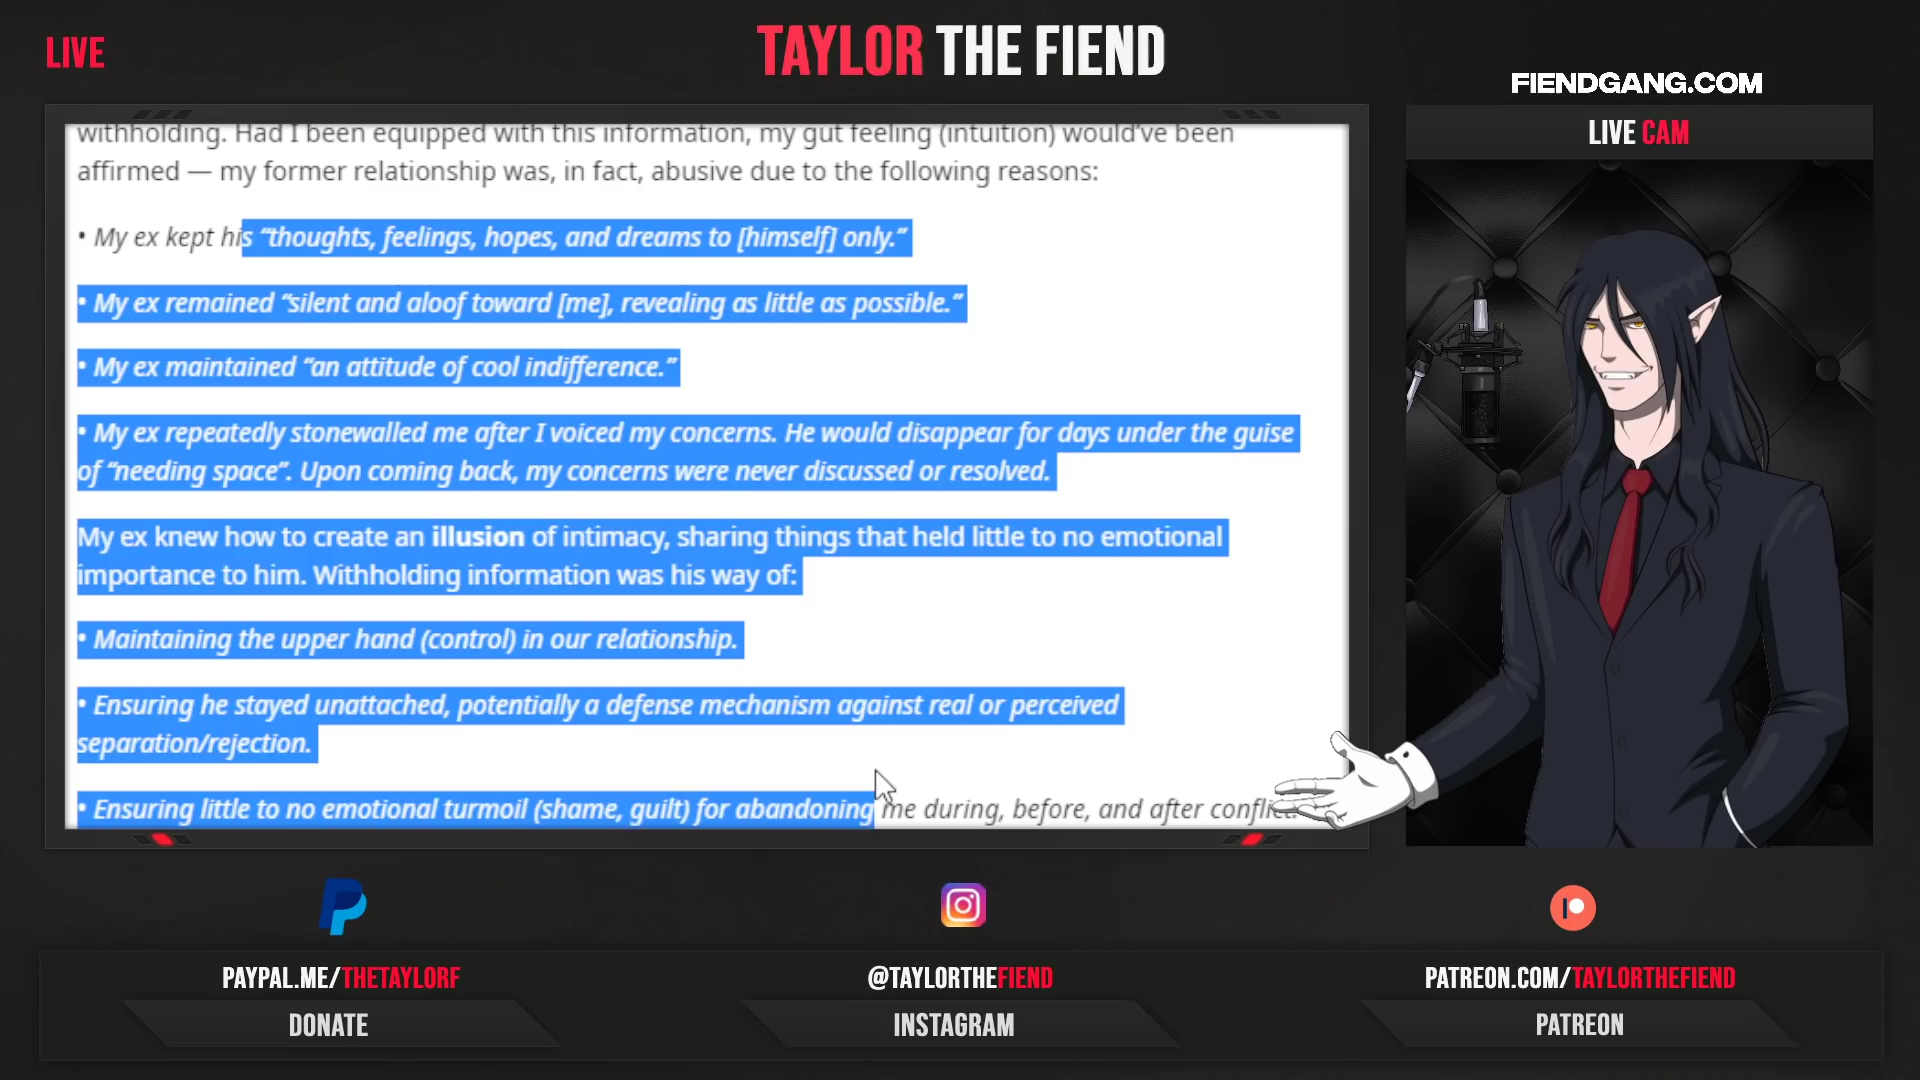 LIVE
TAYLOR THE FIEND
FIENDGANG.COM
LIVE CAM
withholding. Had I been equipped with this information, my gut feeling (intuition) would’ve been
affirmed — my former relationship was, in fact, abusive due to the following reasons:
• My ex kept his “thoughts, feelings, hopes, and dreams to [himself] only.”
• My ex remained “silent and aloof toward [me], revealing as little as possible.”
• My ex maintained “an attitude of cool indifference.”
• My ex repeatedly stonewalled me after I voiced my concerns. He would disappear for days under the guise
of “needing space”. Upon coming back, my concerns were never discussed or resolved.
My ex knew how to create an illusion of intimacy, sharing things that held little to no emotional
importance to him. Withholding information was his way of:
• Maintaining the upper hand (control) in our relationship.
• Ensuring he stayed unattached, potentially a defense mechanism against real or perceived
separation/rejection.
• Ensuring little to no emotional turmoil (shame, guilt) for abandoning me during, before, and after conflict.
PAYPAL.ME/THETAYLORF
DONATE
@TAYLORTHEFIEND
INSTAGRAM
PATREON.COM/TAYLORTHEFIEND
PATREON